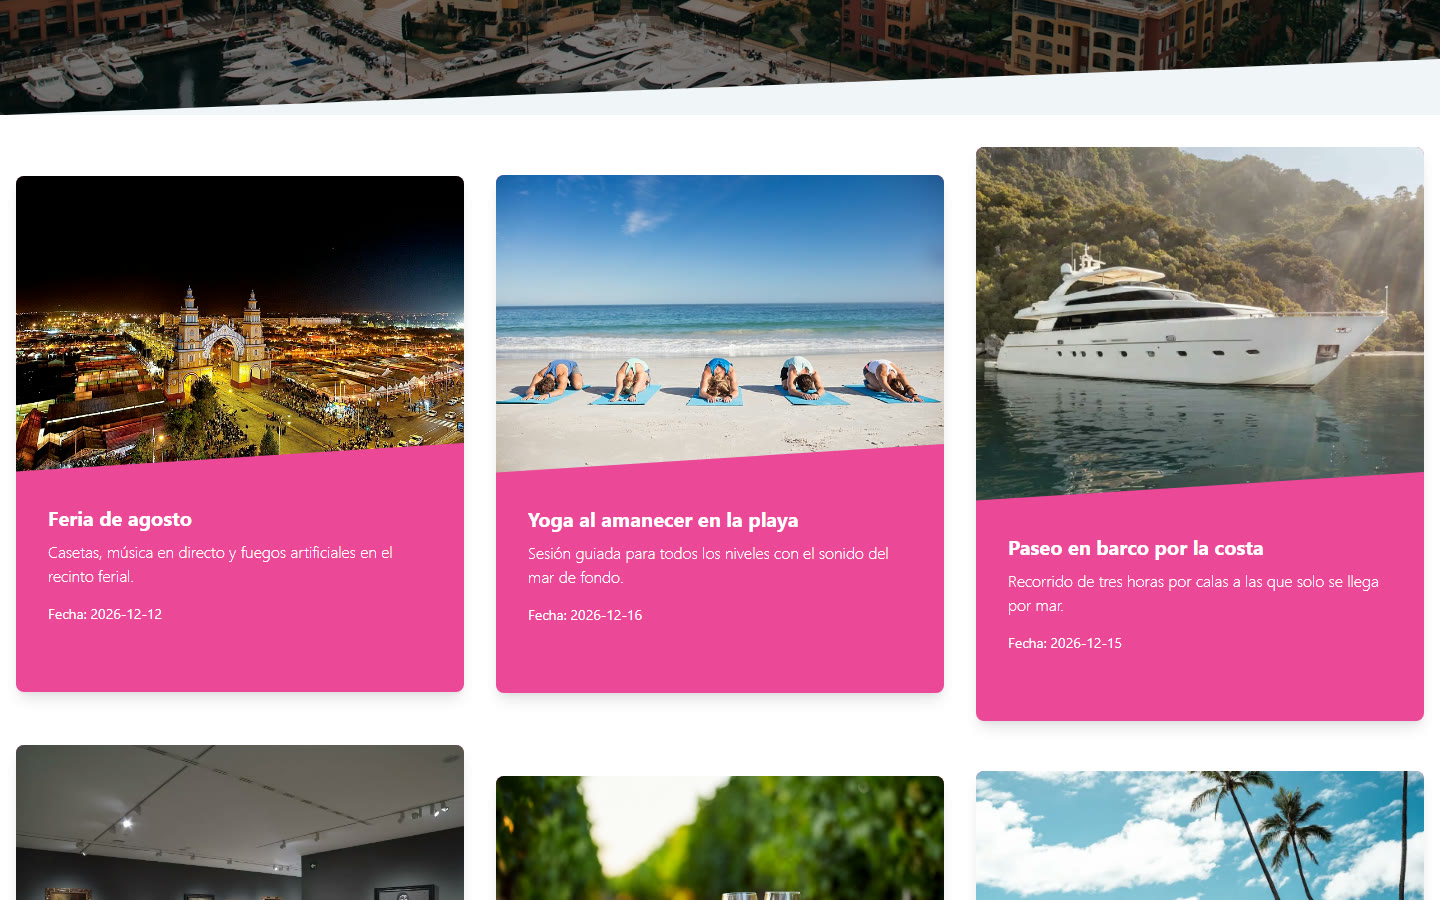 Feria de agosto
Casetas, música en directo y fuegos artificiales en el
recinto ferial.
Fecha: 2026-12-12
Yoga al amanecer en la playa
Sesión guiada para todos los niveles con el sonido del
mar de fondo.
Fecha: 2026-12-16
Paseo en barco por la costa
Recorrido de tres horas por calas a las que solo se llega
por mar.
Fecha: 2026-12-15